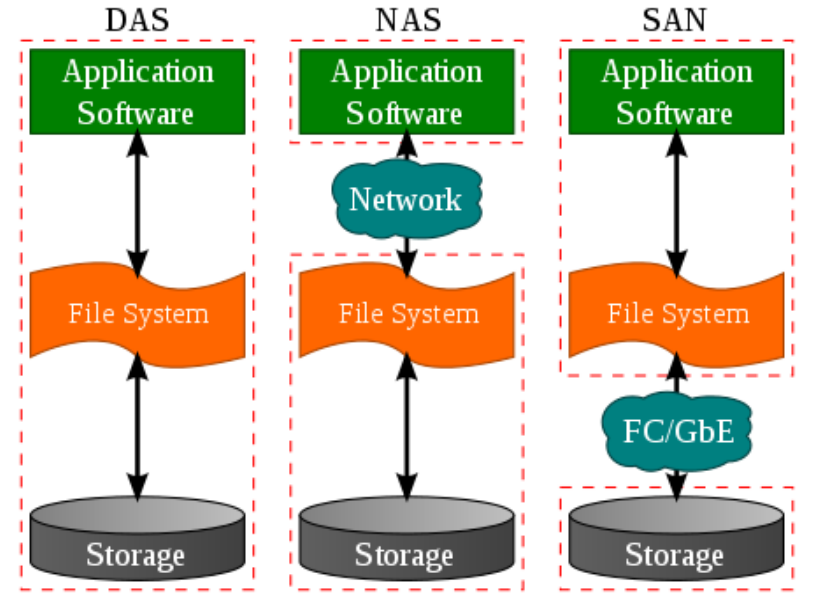 DAS
Application
Software
File System
Storage
NAS
Application
Software
Network
File System
Storage
SAN
Application
Software
File System
FC/GbE
Storage